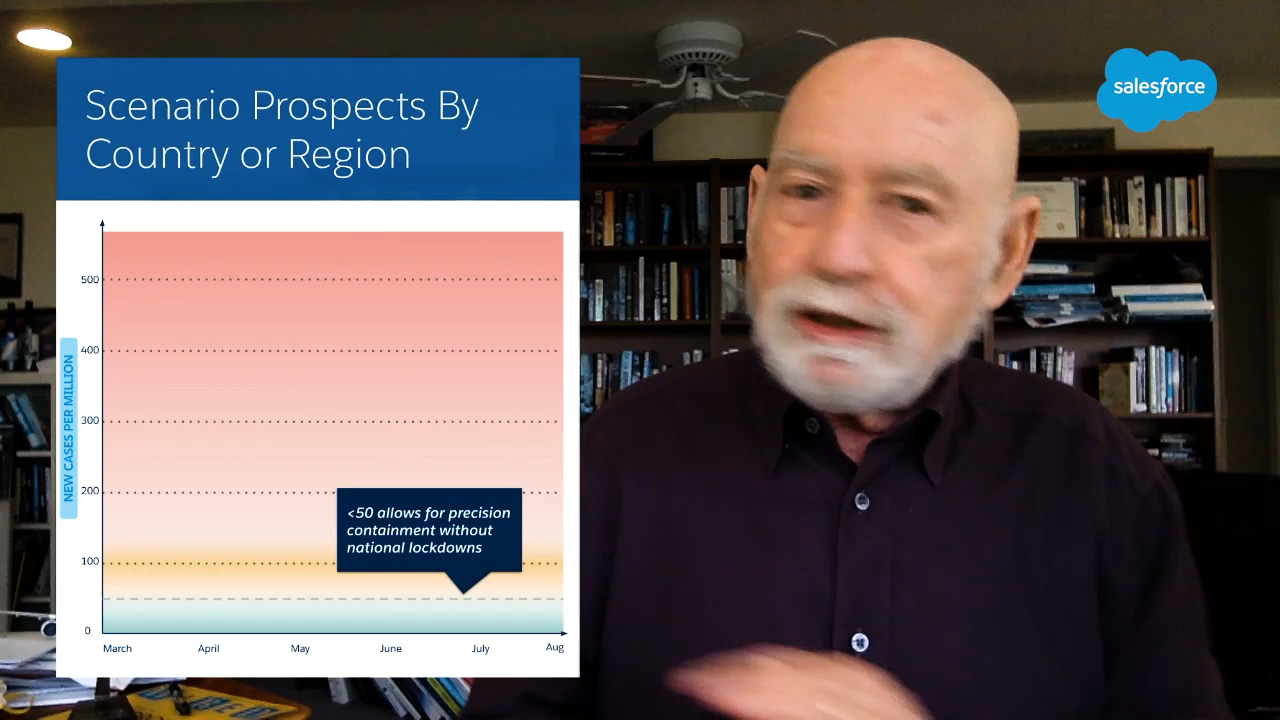 Scenario Prospects By
Country or Region
salesforce
NEW CASES PER MILLION
500
400
300
200
100
0
<50 allows for precision
containment without
national lockdowns
March April May June July Aug